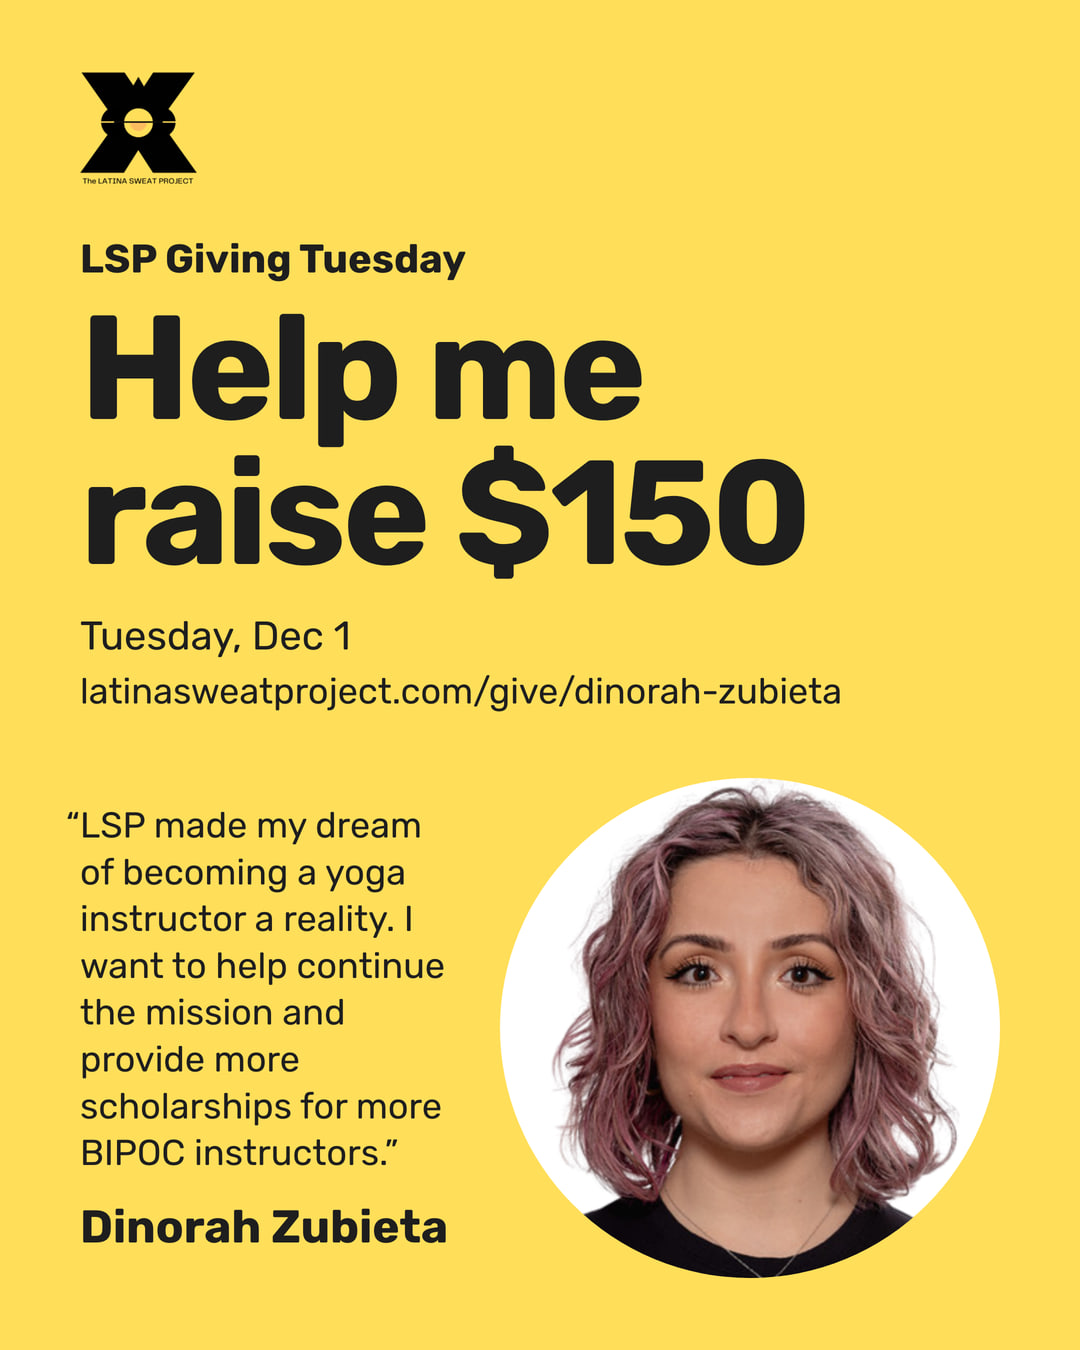 The LATINA SWEAT PROJECT
LSP Giving Tuesday
Help me
raise $150
Tuesday, Dec 1
latinasweatproject.com/give/dinorah-zubieta
“LSP made my dream
of becoming a yoga
instructor a reality. I
want to help continue
the mission and
provide more
scholarships for more
BIPOC instructors.”
Dinorah Zubieta